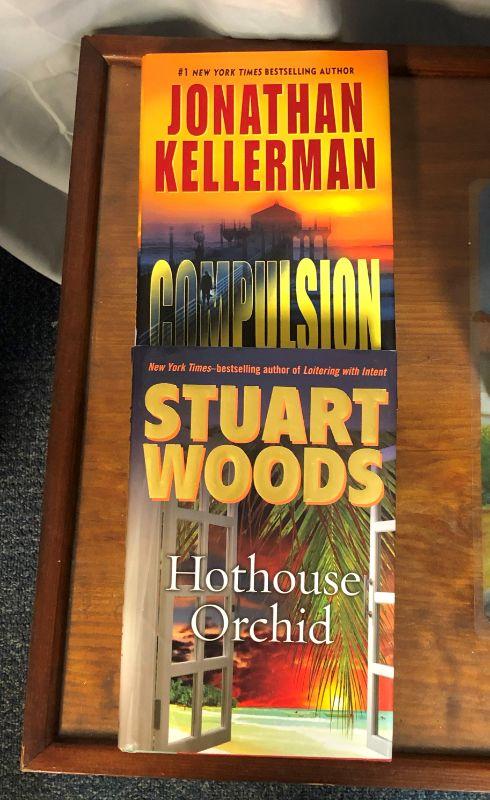 #1 NEW YORK TIMES BESTSELLING AUTHOR
JONATHAN
KELLERMAN
COMPULSION
New York Times–bestselling author of Loitering with Intent
STUART
WOODS
Hothouse
Orchid